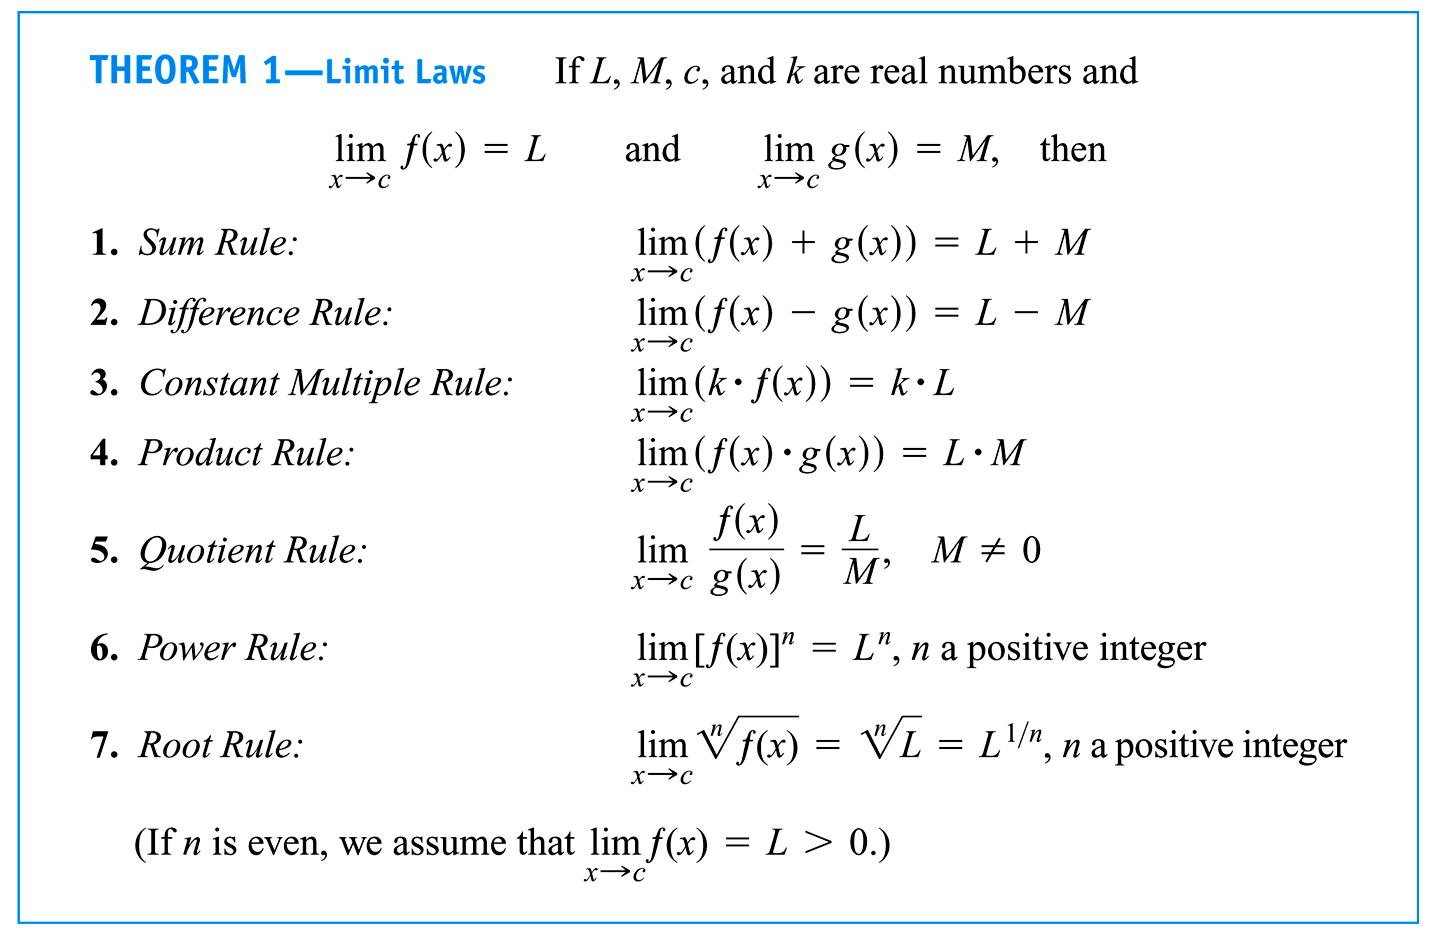 THEOREM 1—Limit Laws If L, M, c, and k are real numbers and
lim_{x→c} f(x) = L and lim_{x→c} g(x) = M, then
1. Sum Rule: lim_{x→c} (f(x) + g(x)) = L + M
2. Difference Rule: lim_{x→c} (f(x) − g(x)) = L − M
3. Constant Multiple Rule: lim_{x→c} (k · f(x)) = k · L
4. Product Rule: lim_{x→c} (f(x) · g(x)) = L · M
5. Quotient Rule: lim_{x→c} f(x)/g(x) = L/M, M ≠ 0
6. Power Rule: lim_{x→c} [f(x)]^n = L^n, n a positive integer
7. Root Rule: lim_{x→c} ⁿ√f(x) = ⁿ√L = L^{1/n}, n a positive integer
(If n is even, we assume that lim_{x→c} f(x) = L > 0.)